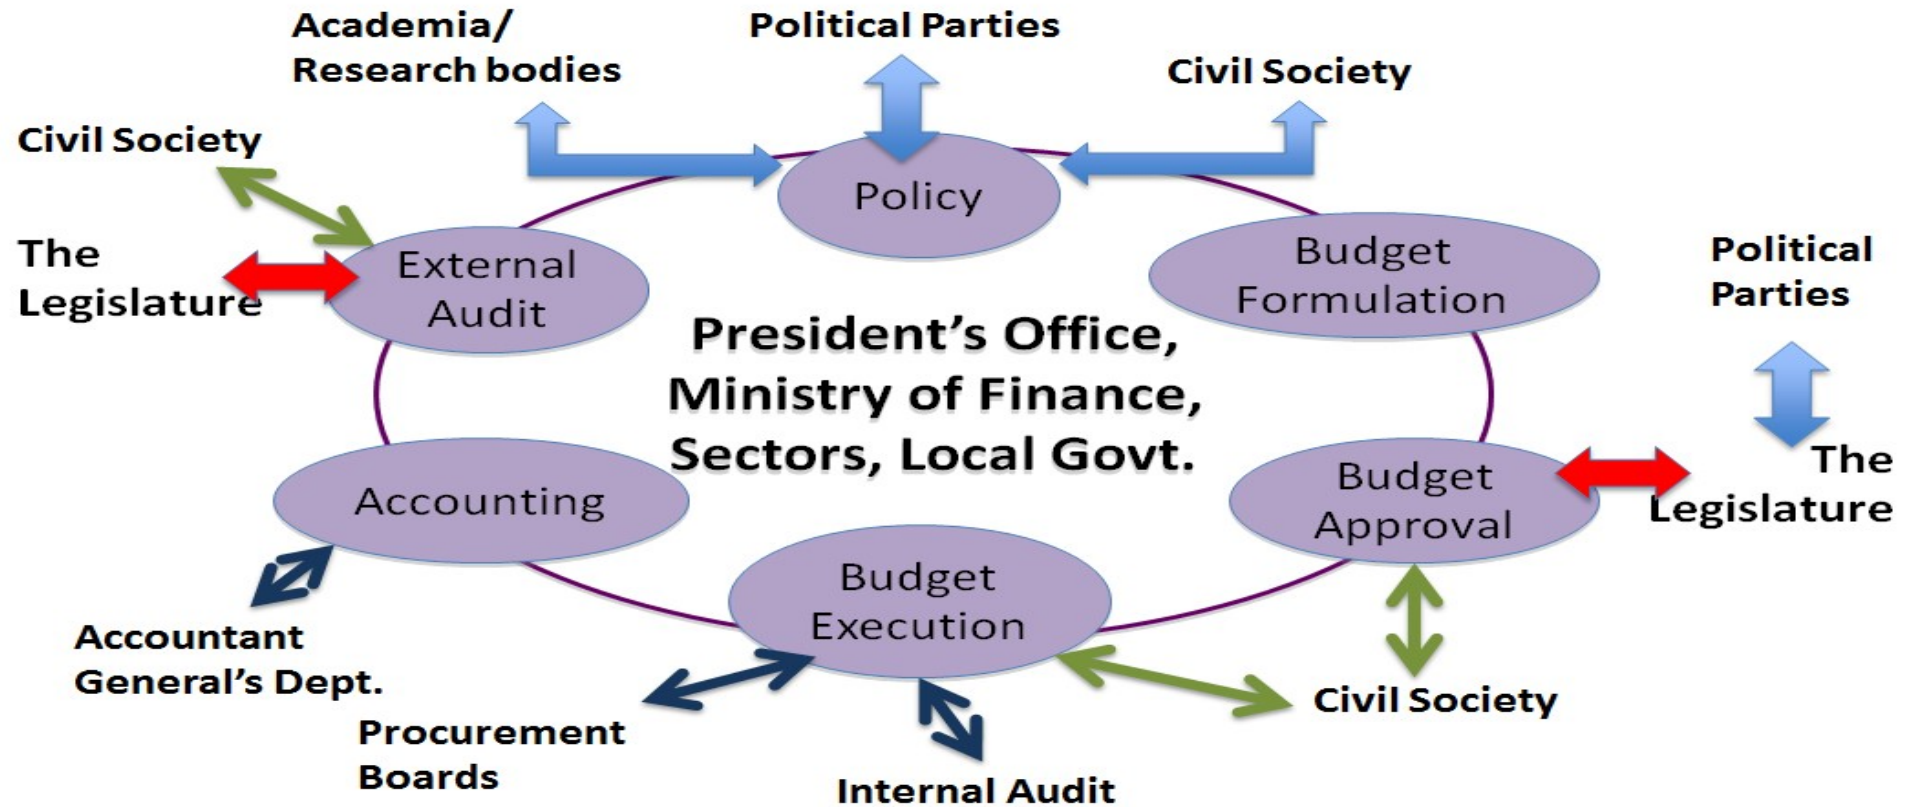 Academia/
Research bodies
Political Parties
Civil Society
Civil Society
The
Legislature
Policy
External
Audit
Budget
Formulation
Political
Parties
President’s Office,
Ministry of Finance,
Sectors, Local Govt.
The
Legislature
Accounting
Budget
Approval
Budget
Execution
Accountant
General’s Dept.
Procurement
Boards
Internal Audit
Civil Society